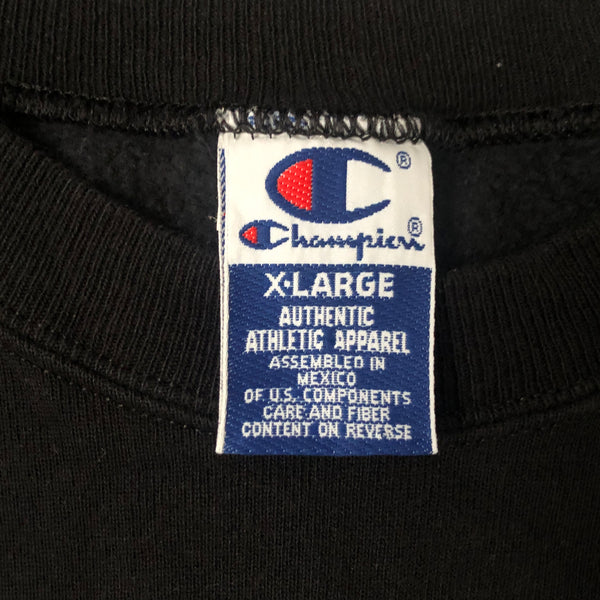 ®
Champion®
X-LARGE
AUTHENTIC
ATHLETIC APPAREL
ASSEMBLED IN
MEXICO
OF U.S. COMPONENTS
CARE AND FIBER
CONTENT ON REVERSE